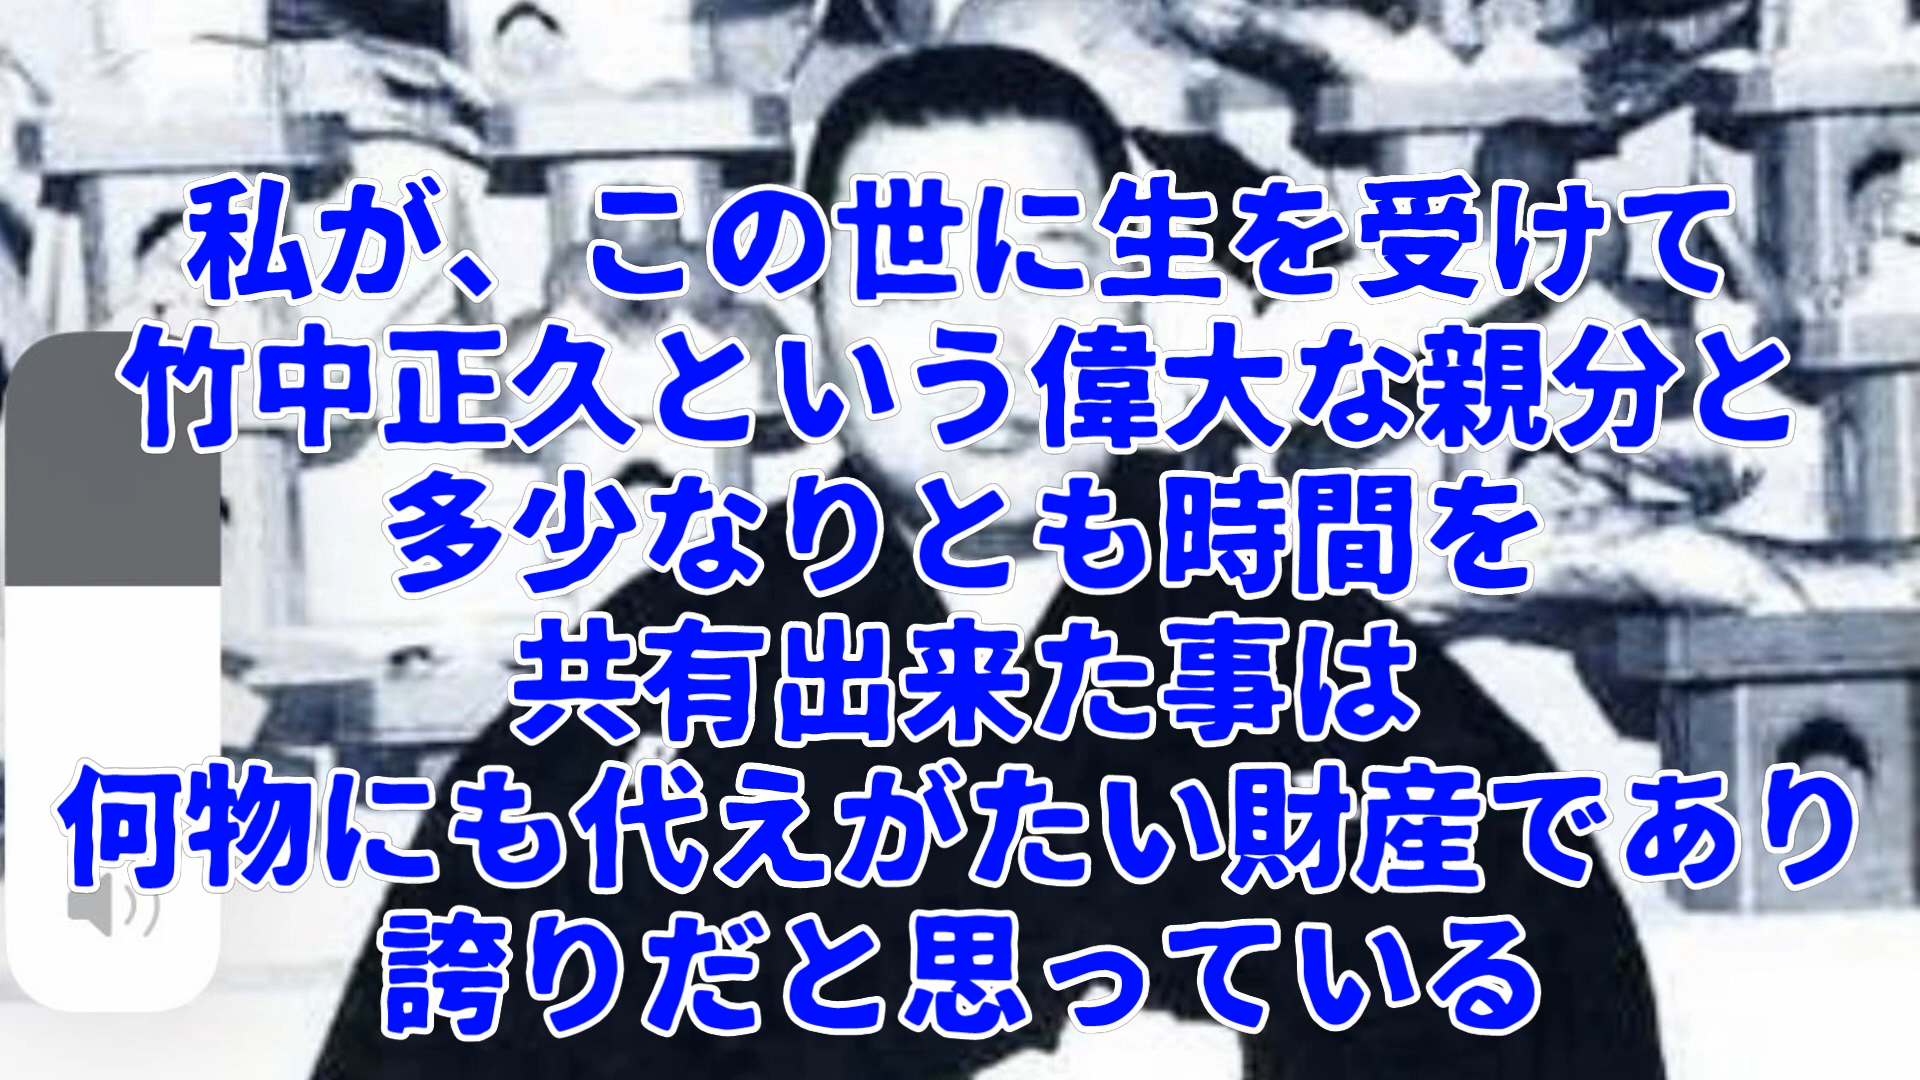 私が、この世に生を受けて
竹中正久という偉大な親分と
多少なりとも時間を
共有出来た事は
何物にも代えがたい財産であり
誇りだと思っている